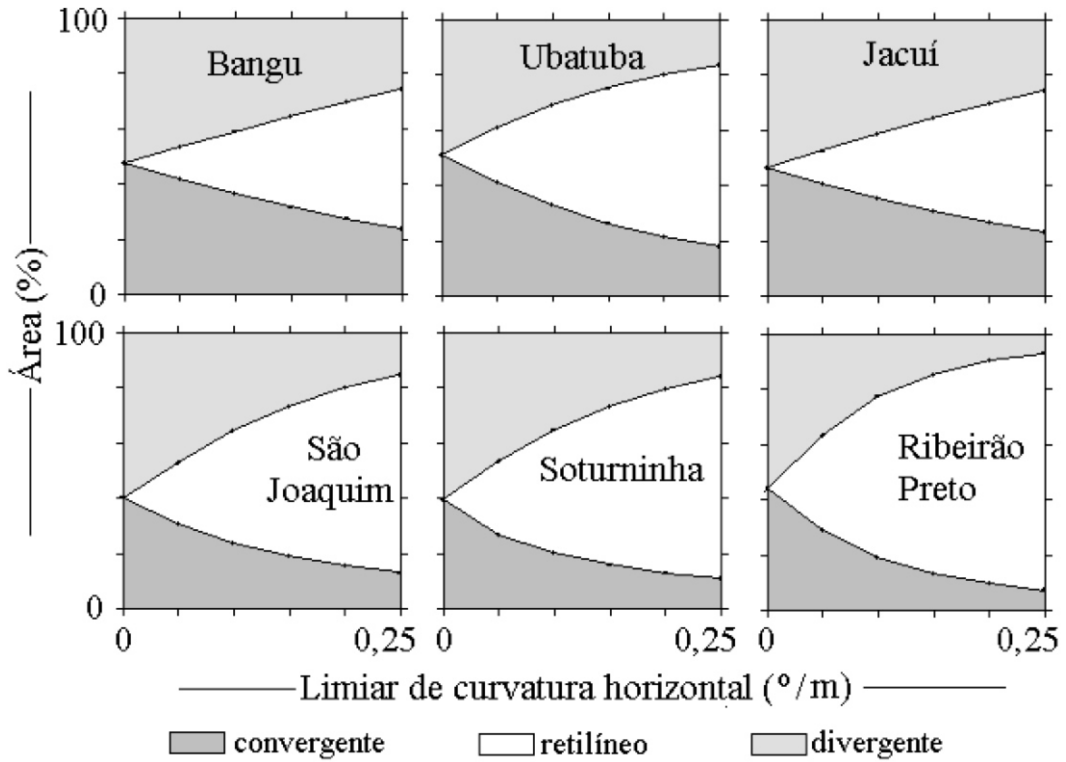 100
Bangu
Ubatuba
Jacuí
0
Área (%)
100
São
Joaquim
Soturninha
Ribeirão
Preto
0
0
0,25
0
0,25
0
0,25
Limiar de curvatura horizontal (º/m)
convergente
retilíneo
divergente